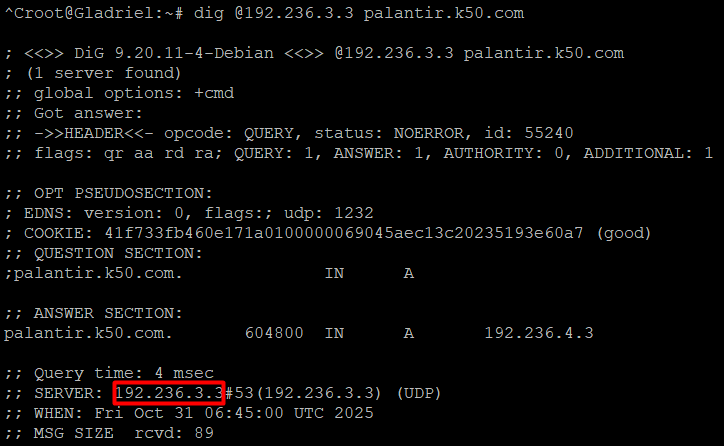 ^Croot@Gladriel:~# dig @192.236.3.3 palantir.k50.com
; <<>> DiG 9.20.11-4-Debian <<>> @192.236.3.3 palantir.k50.com
; (1 server found)
;; global options: +cmd
;; Got answer:
;; ->>HEADER<<- opcode: QUERY, status: NOERROR, id: 55240
;; flags: qr aa rd ra; QUERY: 1, ANSWER: 1, AUTHORITY: 0, ADDITIONAL: 1
;; OPT PSEUDOSECTION:
; EDNS: version: 0, flags:; udp: 1232
; COOKIE: 41f733fb460e171a0100000069045aec13c20235193e60a7 (good)
;; QUESTION SECTION:
;palantir.k50.com. IN A
;; ANSWER SECTION:
palantir.k50.com. 604800 IN A 192.236.4.3
;; Query time: 4 msec
;; SERVER: 192.236.3.3#53(192.236.3.3) (UDP)
;; WHEN: Fri Oct 31 06:45:00 UTC 2025
;; MSG SIZE rcvd: 89